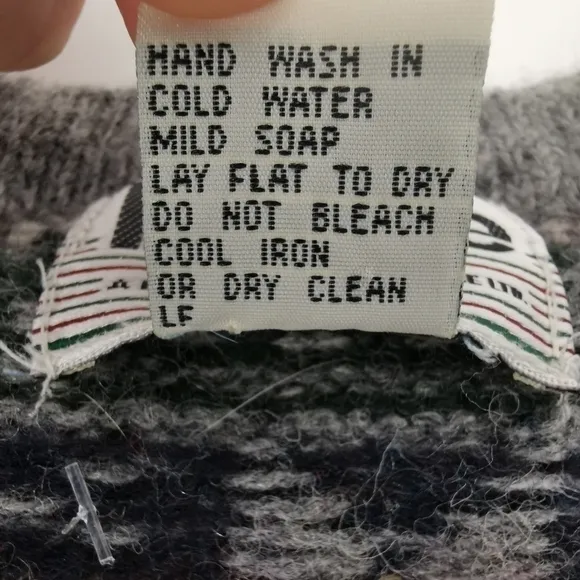 HAND WASH IN
COLD WATER
MILD SOAP
LAY FLAT TO DRY
DO NOT BLEACH
COOL IRON
OR DRY CLEAN
LF